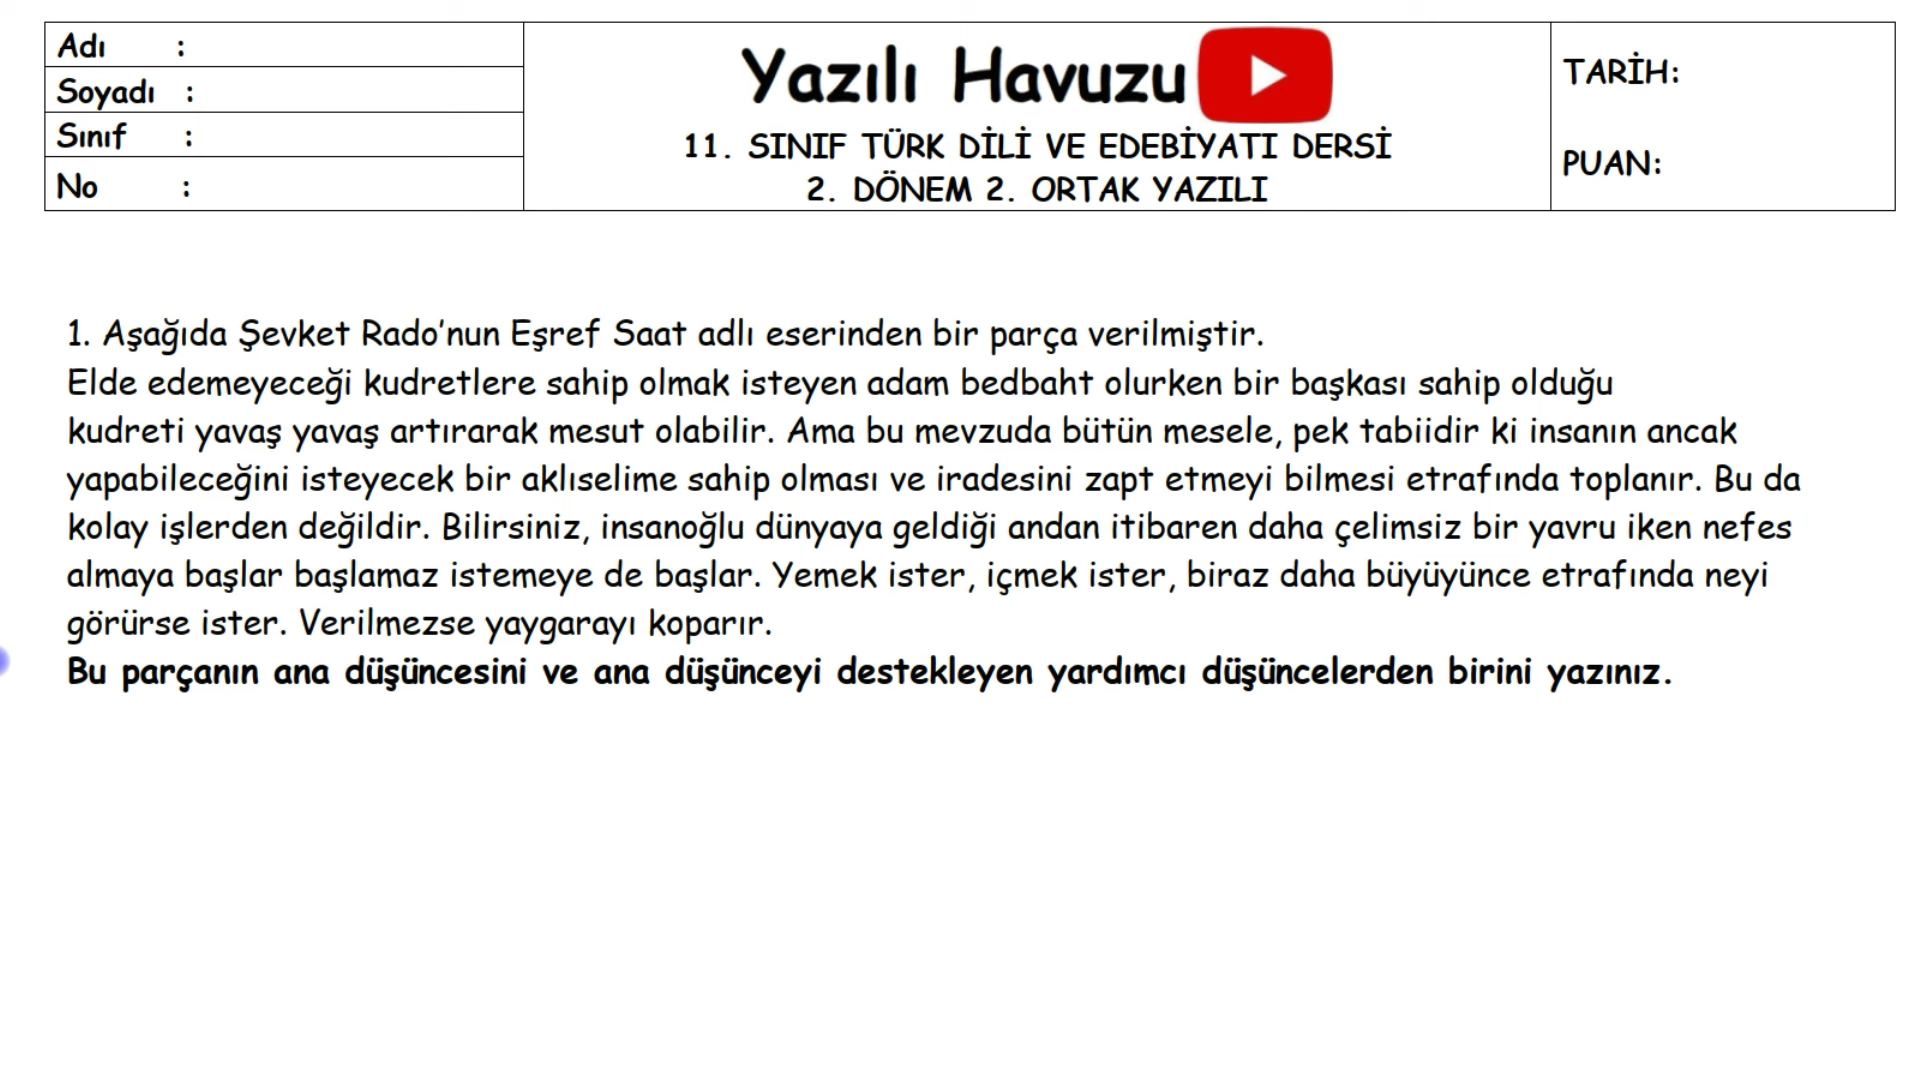 Adı :
Soyadı :
Sınıf :
No :
Yazılı Havuzu
11. SINIF TÜRK DİLİ VE EDEBİYATI DERSİ
2. DÖNEM 2. ORTAK YAZILI
TARİH:
PUAN:
1. Aşağıda Şevket Rado’nun Eşref Saat adlı eserinden bir parça verilmiştir.
Elde edemeyeceği kudretlere sahip olmak isteyen adam bedbaht olurken bir başkası sahip olduğu
kudreti yavaş yavaş artırarak mesut olabilir. Ama bu mevzuda bütün mesele, pek tabiidir ki insanın ancak
yapabileceğini isteyecek bir aklıselime sahip olması ve iradesini zapt etmeyi bilmesi etrafında toplanır. Bu da
kolay işlerden değildir. Bilirsiniz, insanoğlu dünyaya geldiği andan itibaren daha çelimsiz bir yavru iken nefes
almaya başlar başlamaz istemeye de başlar. Yemek ister, içmek ister, biraz daha büyüyünce etrafında neyi
görürse ister. Verilmezse yaygarayı koparır.
Bu parçanın ana düşüncesini ve ana düşünceyi destekleyen yardımcı düşüncelerden birini yazınız.